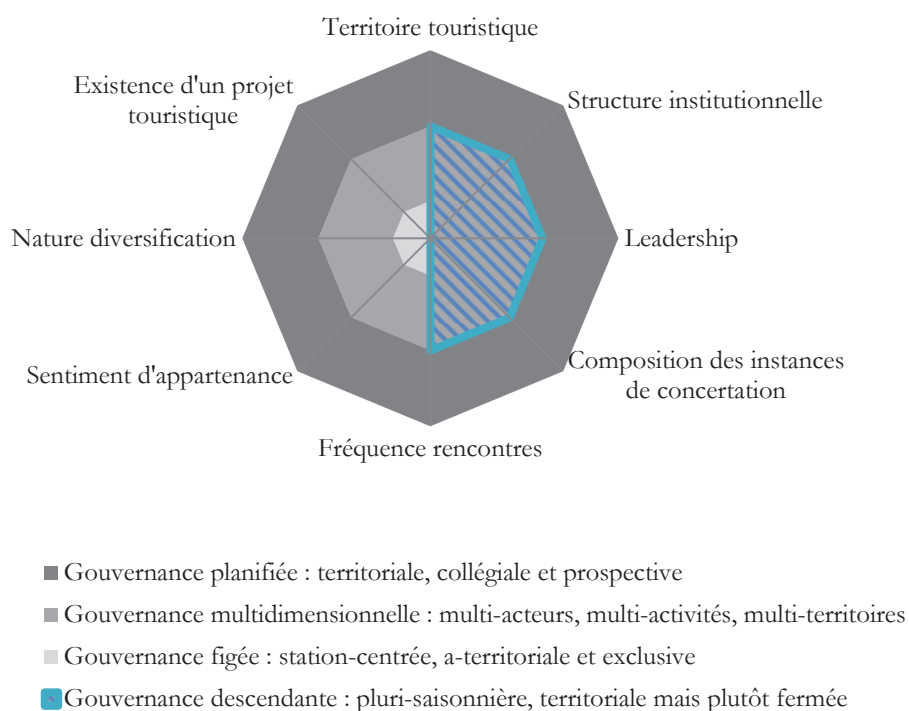 Territoire touristique
Existence d'un projet
touristique
Structure institutionnelle
Nature diversification
Leadership
Sentiment d'appartenance
Composition des instances
de concertation
Fréquence rencontres
Gouvernance planifiée : territoriale, collégiale et prospective
Gouvernance multidimensionnelle : multi-acteurs, multi-activités, multi-territoires
Gouvernance figée : station-centrée, a-territoriale et exclusive
Gouvernance descendante : pluri-saisonnière, territoriale mais plutôt fermée